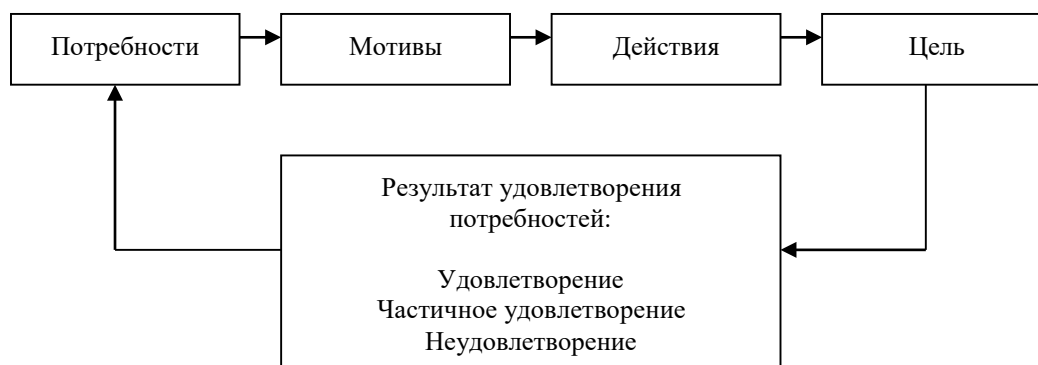 Потребности
Мотивы
Действия
Цель
Результат удовлетворения
потребностей:
Удовлетворение
Частичное удовлетворение
Неудовлетворение